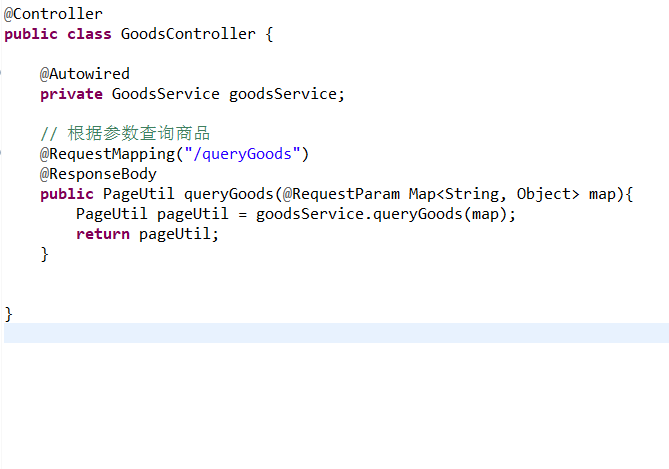 @Controller
public class GoodsController {
@Autowired
private GoodsService goodsService;
// 根据参数查询商品
@RequestMapping("/queryGoods")
@ResponseBody
public PageUtil queryGoods(@RequestParam Map<String, Object> map){
PageUtil pageUtil = goodsService.queryGoods(map);
return pageUtil;
}
}